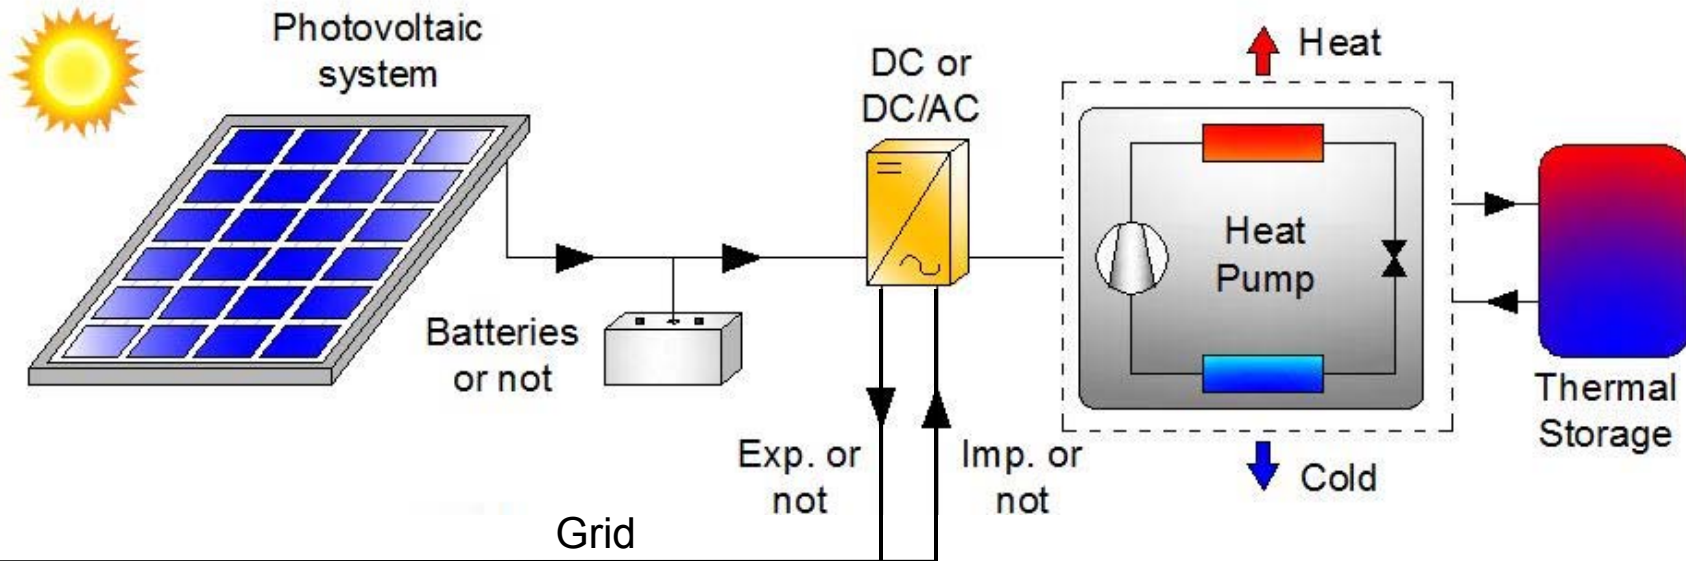 Photovoltaic
system
DC or
DC/AC
Heat
Heat
Pump
Batteries
or not
Thermal
Storage
Exp. or
not
Imp. or
not
Cold
Grid